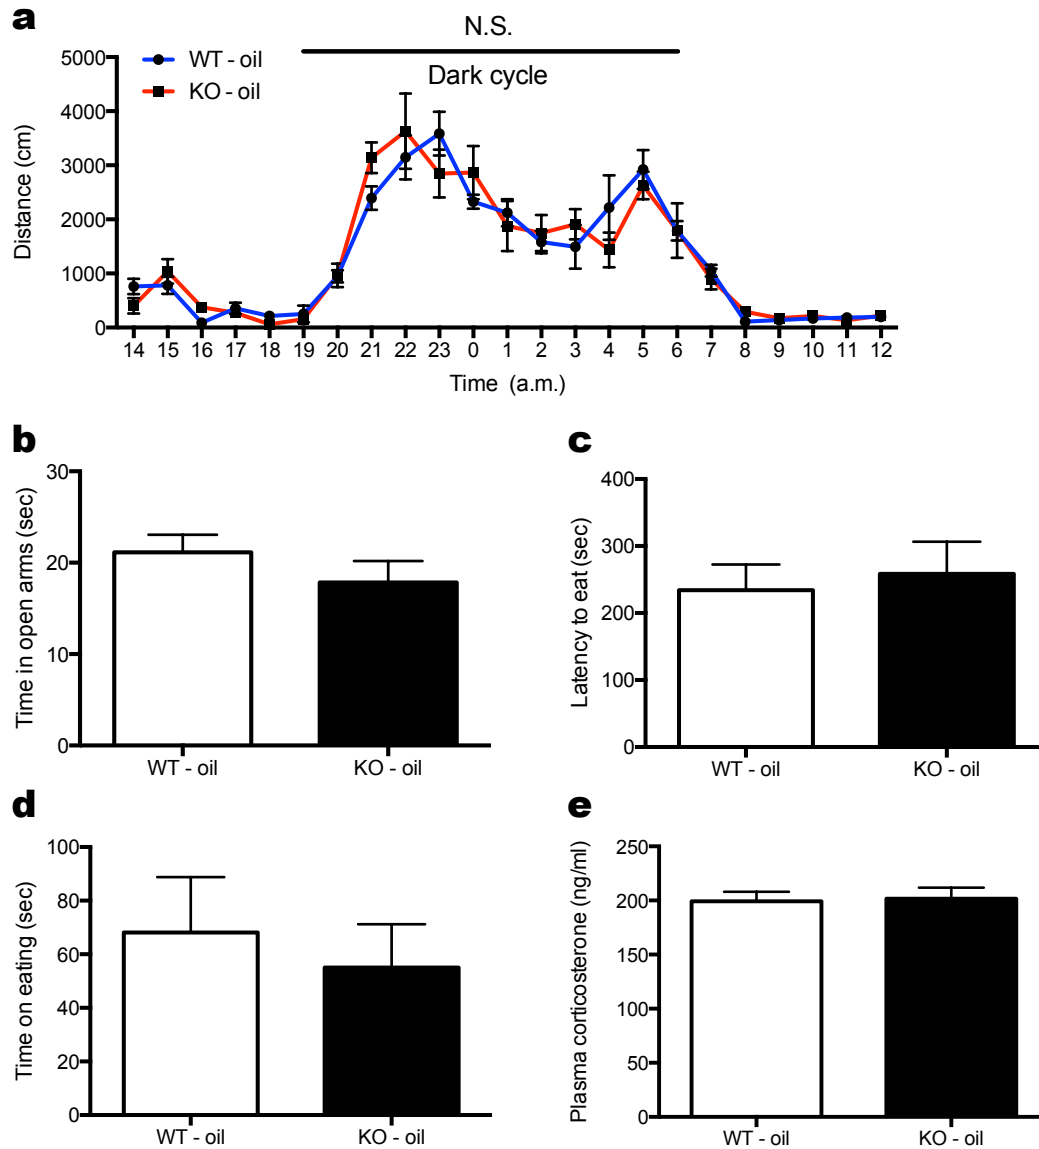 a
N.S.
Dark cycle
WT - oil
KO - oil
Distance (cm)
5000
4000
3000
2000
1000
0
14 15 16 17 18 19 20 21 22 23 0 1 2 3 4 5 6 7 8 9 10 11 12
Time (a.m.)
b
Time in open arms (sec)
30
20
10
0
WT - oil KO - oil
c
Latency to eat (sec)
400
300
200
100
0
WT - oil KO - oil
d
Time on eating (sec)
100
80
60
40
20
0
WT - oil KO - oil
e
Plasma corticosterone (ng/ml)
250
200
150
100
50
0
WT - oil KO - oil